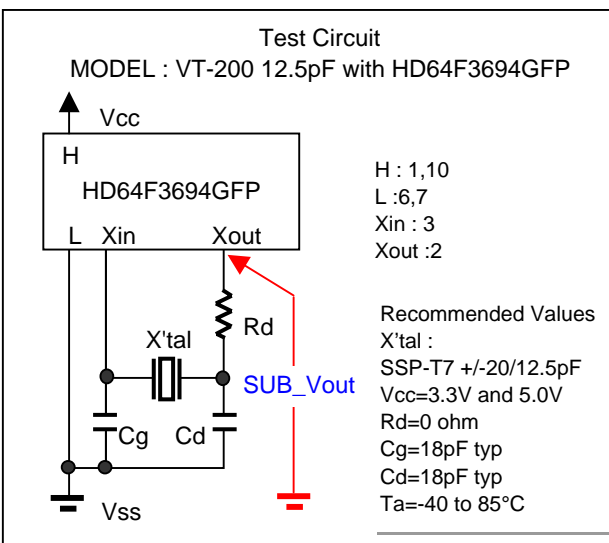 Test Circuit
MODEL : VT-200 12.5pF with HD64F3694GFP
Vcc
H
HD64F3694GFP
L Xin Xout
H : 1,10
L :6,7
Xin : 3
Xout :2
Rd
X'tal
SUB_Vout
Cg Cd
Vss
Recommended Values
X'tal :
SSP-T7 +/-20/12.5pF
Vcc=3.3V and 5.0V
Rd=0 ohm
Cg=18pF typ
Cd=18pF typ
Ta=-40 to 85°C